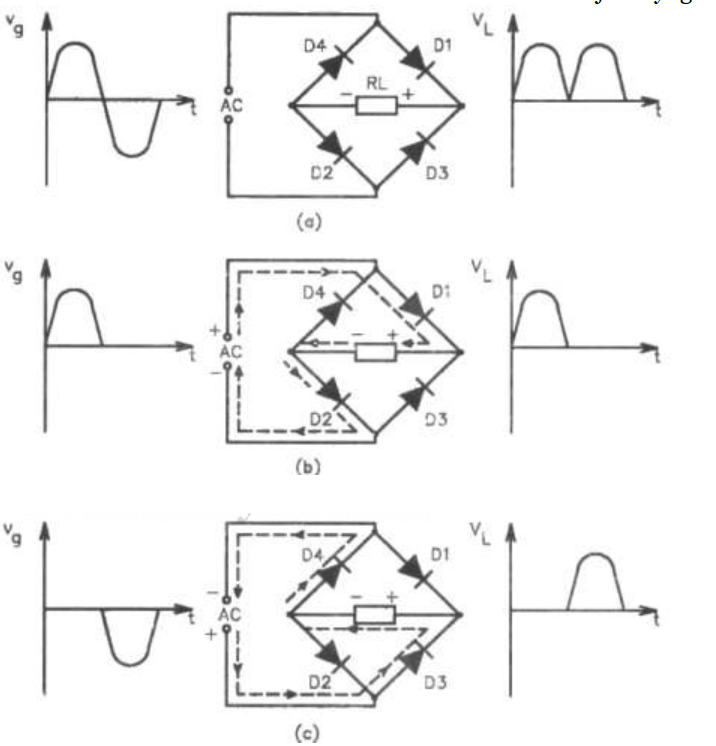 vg
t
AC
D4
D1
RL
− +
D2
D3
VL
t
(a)
vg
t
+
AC
−
D4
D1
− +
D2
D3
VL
t
(b)
vg
t
−
AC
+
D4
D1
− +
D2
D3
VL
t
(c)